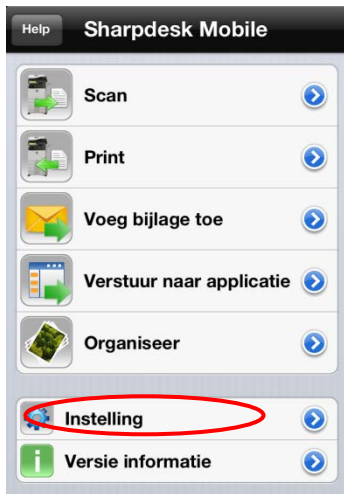 Help
Sharpdesk Mobile
Scan
Print
Voeg bijlage toe
Verstuur naar applicatie
Organiseer
Instelling
Versie informatie